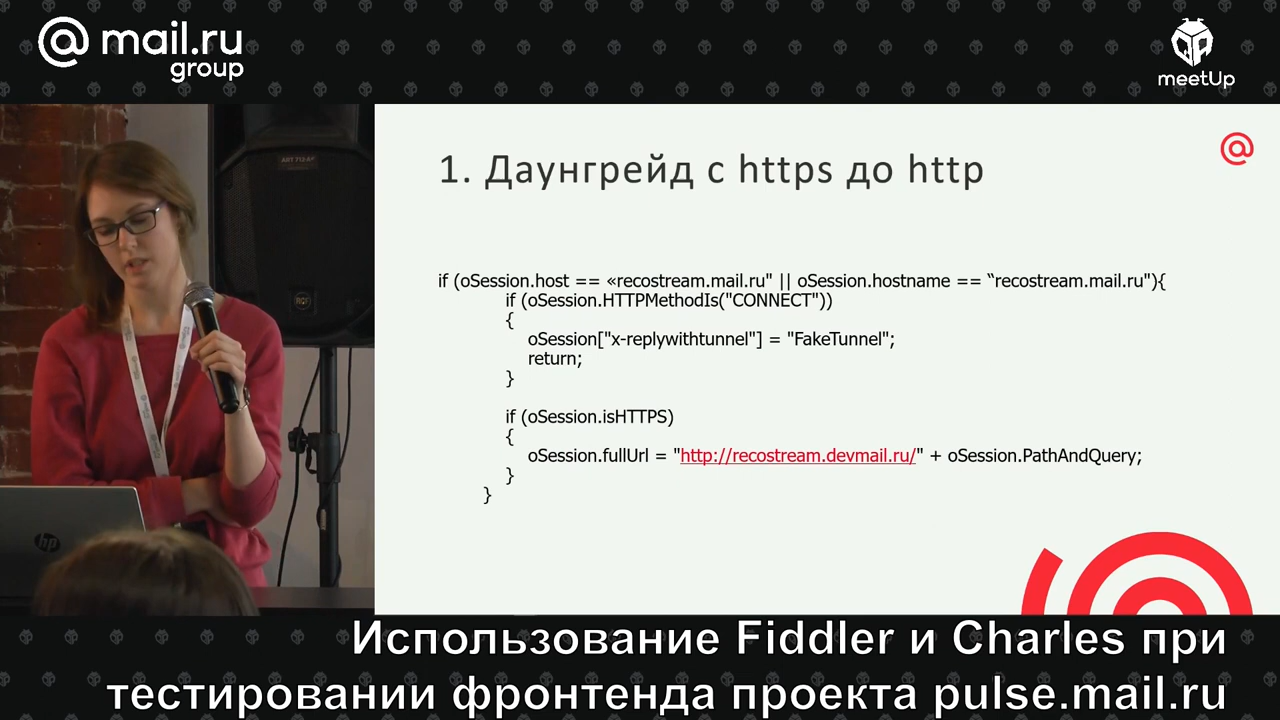 @mail.ru
group
meetUp
1. Даунгрейд с https до http
if (oSession.host == «recostream.mail.ru" || oSession.hostname == “recostream.mail.ru"){
if (oSession.HTTPMethodIs("CONNECT"))
{
oSession["x-replywithtunnel"] = "FakeTunnel";
return;
}
if (oSession.isHTTPS)
{
oSession.fullUrl = "http://recostream.devmail.ru/" + oSession.PathAndQuery;
}
}
hp
Использование Fiddler и Charles при
тестировании фронтенда проекта pulse.mail.ru